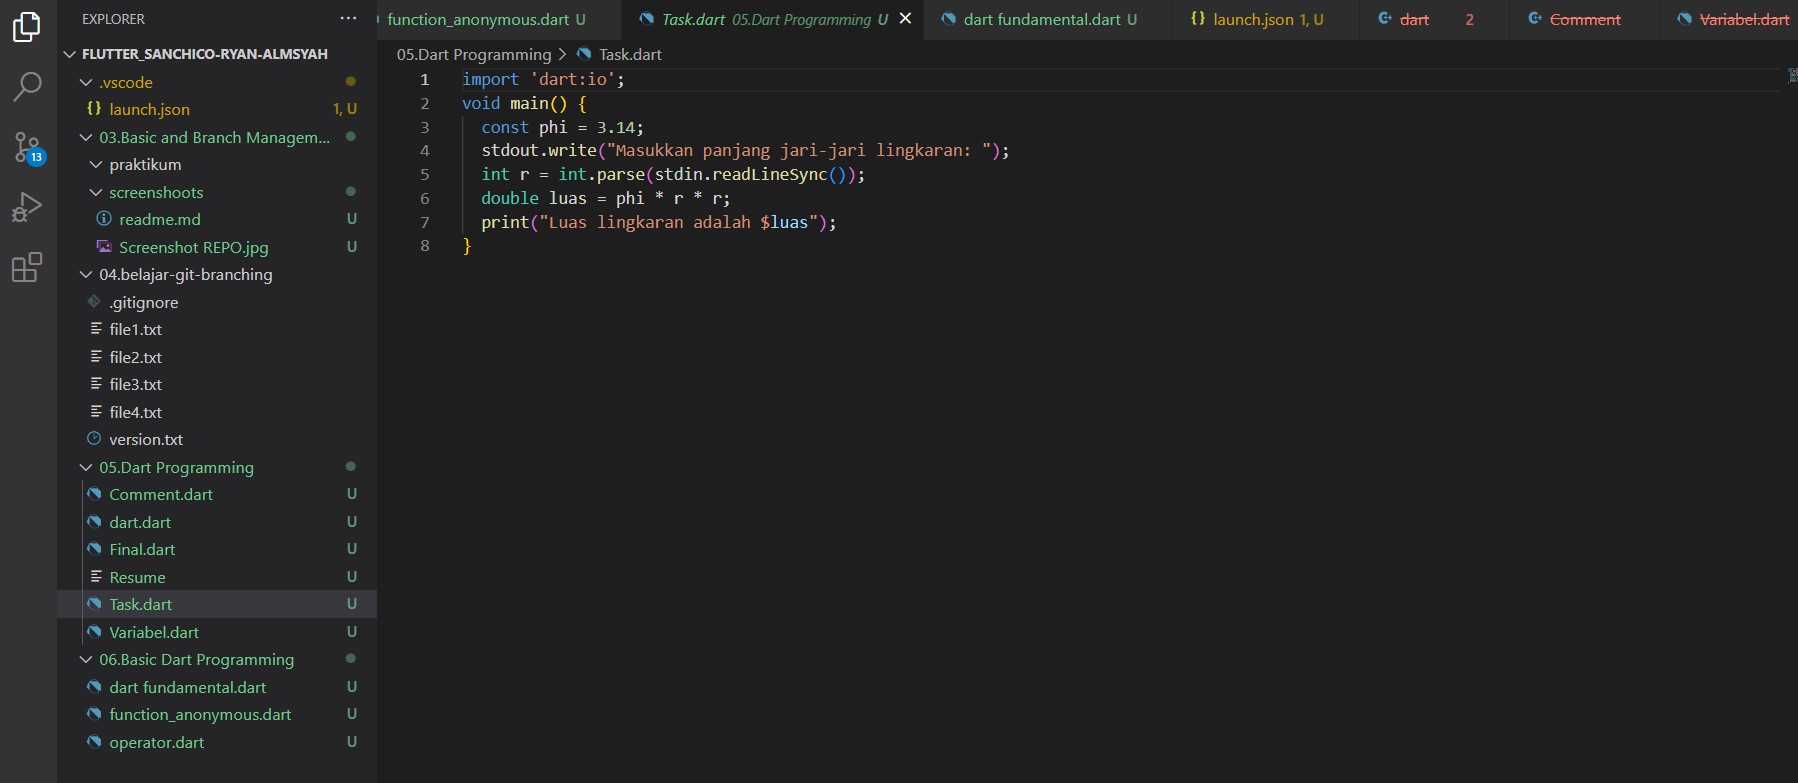 EXPLORER ···
FLUTTER_SANCHICO-RYAN-ALMSYAH
.vscode
launch.json 1, U
03.Basic and Branch Managem...
praktikum
screenshoots
readme.md U
Screenshot REPO.jpg U
04.belajar-git-branching
.gitignore
file1.txt
file2.txt
file3.txt
file4.txt
version.txt
05.Dart Programming
Comment.dart U
dart.dart U
Final.dart U
Resume U
Task.dart U
Variabel.dart U
06.Basic Dart Programming
dart fundamental.dart U
function_anonymous.dart U
operator.dart U
13
function_anonymous.dart U Task.dart 05.Dart Programming U dart fundamental.dart U launch.json 1, U dart 2 Comment Variabel.dart
05.Dart Programming > Task.dart
1 import 'dart:io';
2 void main() {
3 const phi = 3.14;
4 stdout.write("Masukkan panjang jari-jari lingkaran: ");
5 int r = int.parse(stdin.readLineSync());
6 double luas = phi * r * r;
7 print("Luas lingkaran adalah $luas");
8 }